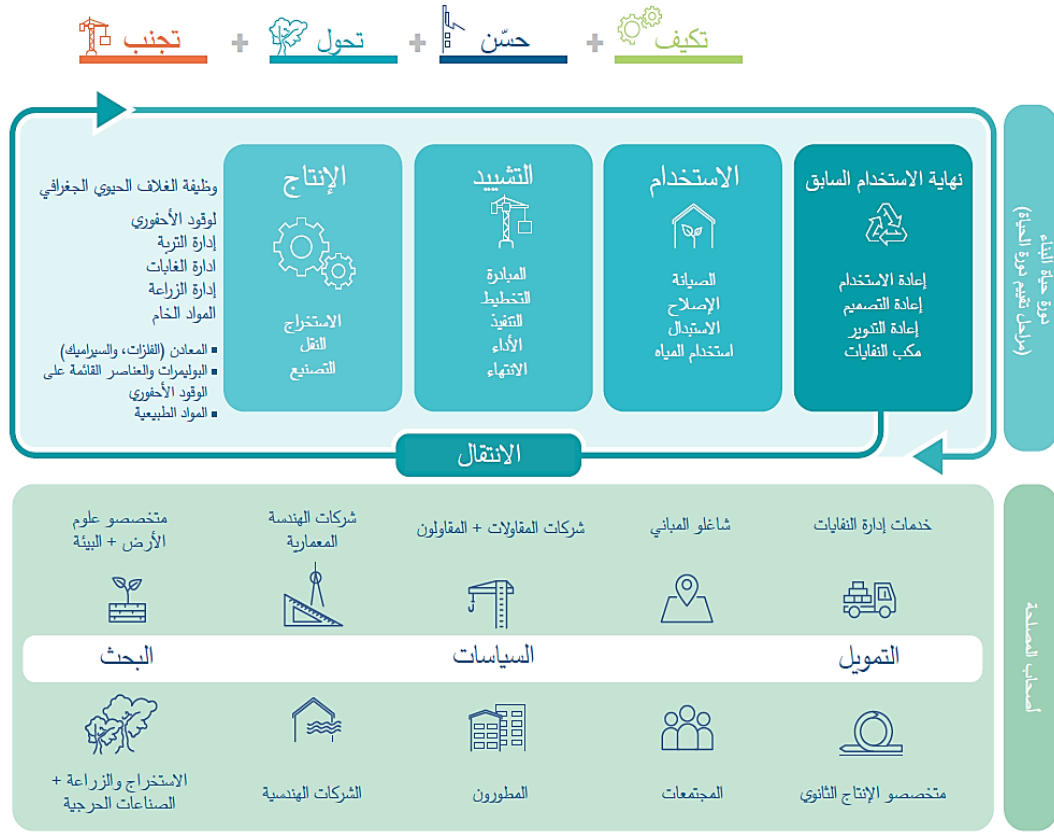 تجنب + تحول + حسّن + تكيف
دورة حياة البناء
(مراحل تقييم دورة الحياة)
وظيفة الغلاف الحيوي الجغرافي
لوقود الأحفوري
إدارة التربة
ادارة الغابات
إدارة الزراعة
المواد الخام
■ المعادن (الفلزات، والسيراميك)
■ البوليمرات والعناصر القائمة على
الوقود الأحفوري
■ المواد الطبيعية
الإنتاج
الاستخراج
النقل
التصنيع
التشييد
المبادرة
التخطيط
التنفيذ
الأداء
الانتهاء
الاستخدام
الصيانة
الإصلاح
الاستبدال
استخدام المياه
نهاية الاستخدام السابق
إعادة الاستخدام
إعادة التصميم
إعادة التدوير
مكب النفايات
الانتقال
أصحاب المصلحة
خدمات إدارة النفايات
شاغلو المباني
شركات المقاولات + المقاولون
شركات الهندسة
المعمارية
متخصصو علوم
الأرض + البيئة
التمويل
السياسات
البحث
متخصصو الإنتاج الثانوي
المجتمعات
المطورون
الشركات الهندسية
الاستخراج والزراعة +
الصناعات الحرجية